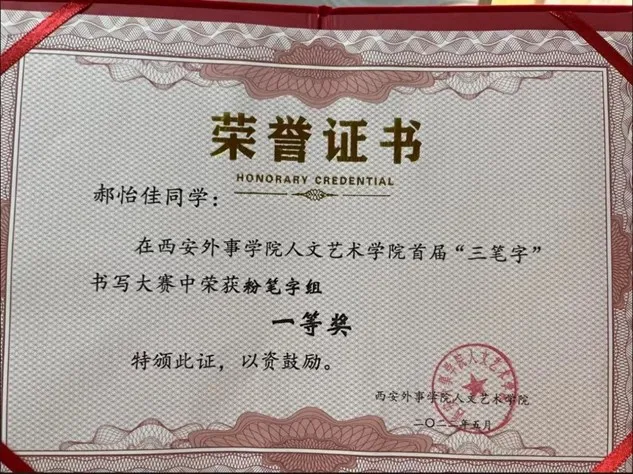 荣誉证书
HONORARY CREDENTIAL
郝怡佳同学：
在西安外事学院人文艺术学院首届“三笔字”
书写大赛中荣获粉笔字组
一等奖
特颁此证，以资鼓励。
西安外事学院人文艺术学院
二〇二二年五月